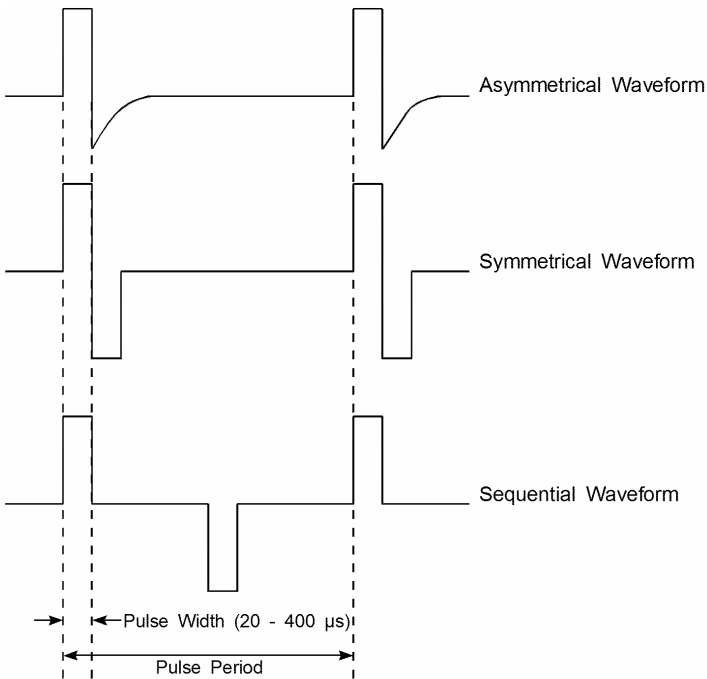 Asymmetrical Waveform
Symmetrical Waveform
Sequential Waveform
Pulse Width (20 - 400 µs)
Pulse Period